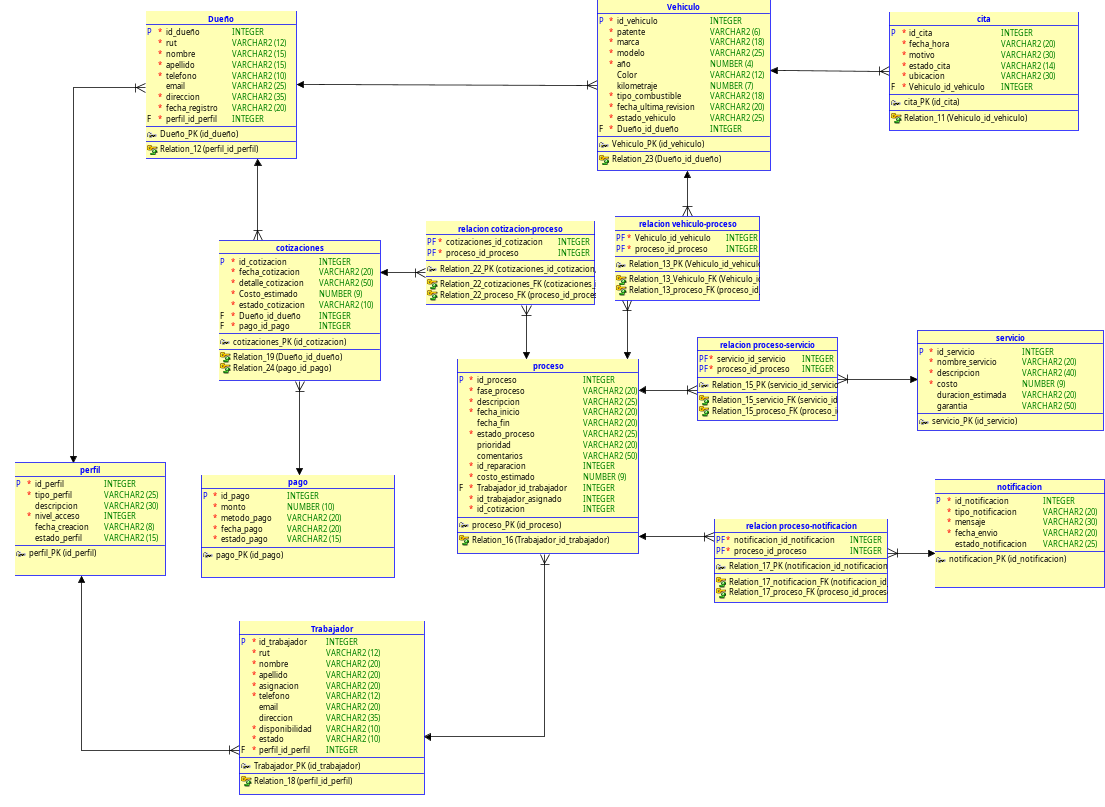 Dueño
P * id_dueño INTEGER
* rut VARCHAR2 (12)
* nombre VARCHAR2 (15)
* apellido VARCHAR2 (15)
* telefono VARCHAR2 (10)
email VARCHAR2 (25)
* direccion VARCHAR2 (35)
* fecha_registro VARCHAR2 (20)
F * perfil_id_perfil INTEGER
Dueño_PK (id_dueño)
Relation_12 (perfil_id_perfil)
Vehiculo
P * id_vehiculo INTEGER
* patente VARCHAR2 (6)
* marca VARCHAR2 (18)
* modelo VARCHAR2 (25)
* año NUMBER (4)
Color VARCHAR2 (12)
kilometraje NUMBER (7)
* tipo_combustible VARCHAR2 (18)
* fecha_ultima_revision VARCHAR2 (20)
* estado_vehiculo VARCHAR2 (25)
F * Dueño_id_dueño INTEGER
Vehiculo_PK (id_vehiculo)
Relation_23 (Dueño_id_dueño)
cita
P * id_cita INTEGER
* fecha_hora VARCHAR2 (20)
* motivo VARCHAR2 (30)
* estado_cita VARCHAR2 (14)
* ubicacion VARCHAR2 (30)
F * Vehiculo_id_vehiculo INTEGER
cita_PK (id_cita)
Relation_11 (Vehiculo_id_vehiculo)
cotizaciones
P * id_cotizacion INTEGER
* fecha_cotizacion VARCHAR2 (20)
* detalle_cotizacion VARCHAR2 (50)
* Costo_estimado NUMBER (9)
* estado_cotizacion VARCHAR2 (10)
F * Dueño_id_dueño INTEGER
F * pago_id_pago INTEGER
cotizaciones_PK (id_cotizacion)
Relation_19 (Dueño_id_dueño)
Relation_24 (pago_id_pago)
relacion cotizacion-proceso
PF * cotizaciones_id_cotizacion INTEGER
PF * proceso_id_proceso INTEGER
Relation_22_PK (cotizaciones_id_cotizacion,
Relation_22_cotizaciones_FK (cotizaciones_
Relation_22_proceso_FK (proceso_id_proce
relacion vehiculo-proceso
PF * Vehiculo_id_vehiculo INTEGER
PF * proceso_id_proceso INTEGER
Relation_13_PK (Vehiculo_id_vehiculo
Relation_13_Vehiculo_FK (Vehiculo_i
Relation_13_proceso_FK (proceso_id
proceso
P * id_proceso INTEGER
* fase_proceso VARCHAR2 (20)
* descripcion VARCHAR2 (25)
* fecha_inicio VARCHAR2 (20)
fecha_fin VARCHAR2 (20)
* estado_proceso VARCHAR2 (25)
prioridad VARCHAR2 (20)
comentarios VARCHAR2 (50)
* id_reparacion INTEGER
* costo_estimado NUMBER (9)
F * Trabajador_id_trabajador INTEGER
* id_trabajador_asignado INTEGER
* id_cotizacion INTEGER
proceso_PK (id_proceso)
Relation_16 (Trabajador_id_trabajador)
relacion proceso-servicio
PF * servicio_id_servicio INTEGER
PF * proceso_id_proceso INTEGER
Relation_15_PK (servicio_id_servicio
Relation_15_servicio_FK (servicio_id
Relation_15_proceso_FK (proceso_i
servicio
P * id_servicio INTEGER
* nombre_servicio VARCHAR2 (20)
* descripcion VARCHAR2 (40)
* costo NUMBER (9)
duracion_estimada VARCHAR2 (20)
garantia VARCHAR2 (50)
servicio_PK (id_servicio)
perfil
P * id_perfil INTEGER
* tipo_perfil VARCHAR2 (25)
descripcion VARCHAR2 (30)
* nivel_acceso INTEGER
fecha_creacion VARCHAR2 (8)
estado_perfil VARCHAR2 (15)
perfil_PK (id_perfil)
pago
P * id_pago INTEGER
* monto NUMBER (10)
* metodo_pago VARCHAR2 (20)
* fecha_pago VARCHAR2 (20)
* estado_pago VARCHAR2 (15)
pago_PK (id_pago)
relacion proceso-notificacion
PF * notificacion_id_notificacion INTEGER
PF * proceso_id_proceso INTEGER
Relation_17_PK (notificacion_id_notificacion
Relation_17_notificacion_FK (notificacion_id
Relation_17_proceso_FK (proceso_id_proces
notificacion
P * id_notificacion INTEGER
* tipo_notificacion VARCHAR2 (20)
* mensaje VARCHAR2 (30)
* fecha_envio VARCHAR2 (20)
estado_notificacion VARCHAR2 (25)
notificacion_PK (id_notificacion)
Trabajador
P * id_trabajador INTEGER
* rut VARCHAR2 (12)
* nombre VARCHAR2 (20)
* apellido VARCHAR2 (20)
* asignacion VARCHAR2 (20)
* telefono VARCHAR2 (12)
email VARCHAR2 (20)
direccion VARCHAR2 (35)
* disponibilidad VARCHAR2 (10)
* estado VARCHAR2 (10)
F * perfil_id_perfil INTEGER
Trabajador_PK (id_trabajador)
Relation_18 (perfil_id_perfil)